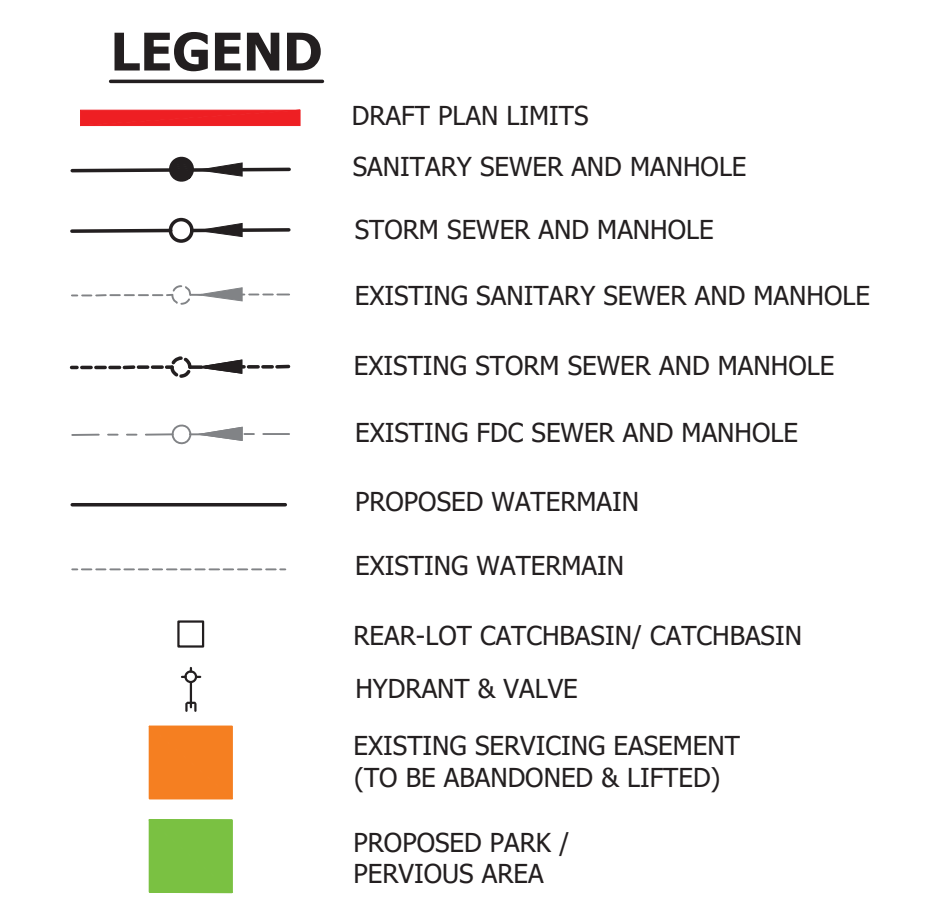 LEGEND
DRAFT PLAN LIMITS
SANITARY SEWER AND MANHOLE
STORM SEWER AND MANHOLE
EXISTING SANITARY SEWER AND MANHOLE
EXISTING STORM SEWER AND MANHOLE
EXISTING FDC SEWER AND MANHOLE
PROPOSED WATERMAIN
EXISTING WATERMAIN
REAR-LOT CATCHBASIN/ CATCHBASIN
HYDRANT & VALVE
EXISTING SERVICING EASEMENT
(TO BE ABANDONED & LIFTED)
PROPOSED PARK /
PERVIOUS AREA